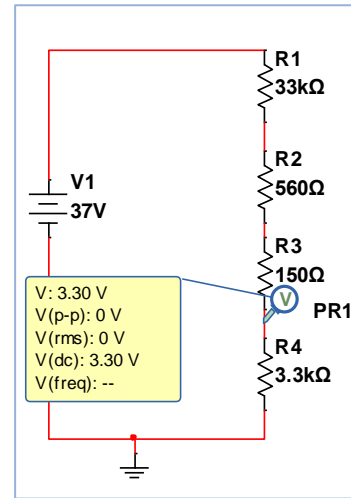 R1
33kΩ
R2
560Ω
V1
37V
R3
150Ω
V
PR1
V: 3.30 V
V(p-p): 0 V
V(rms): 0 V
V(dc): 3.30 V
V(freq): --
R4
3.3kΩ